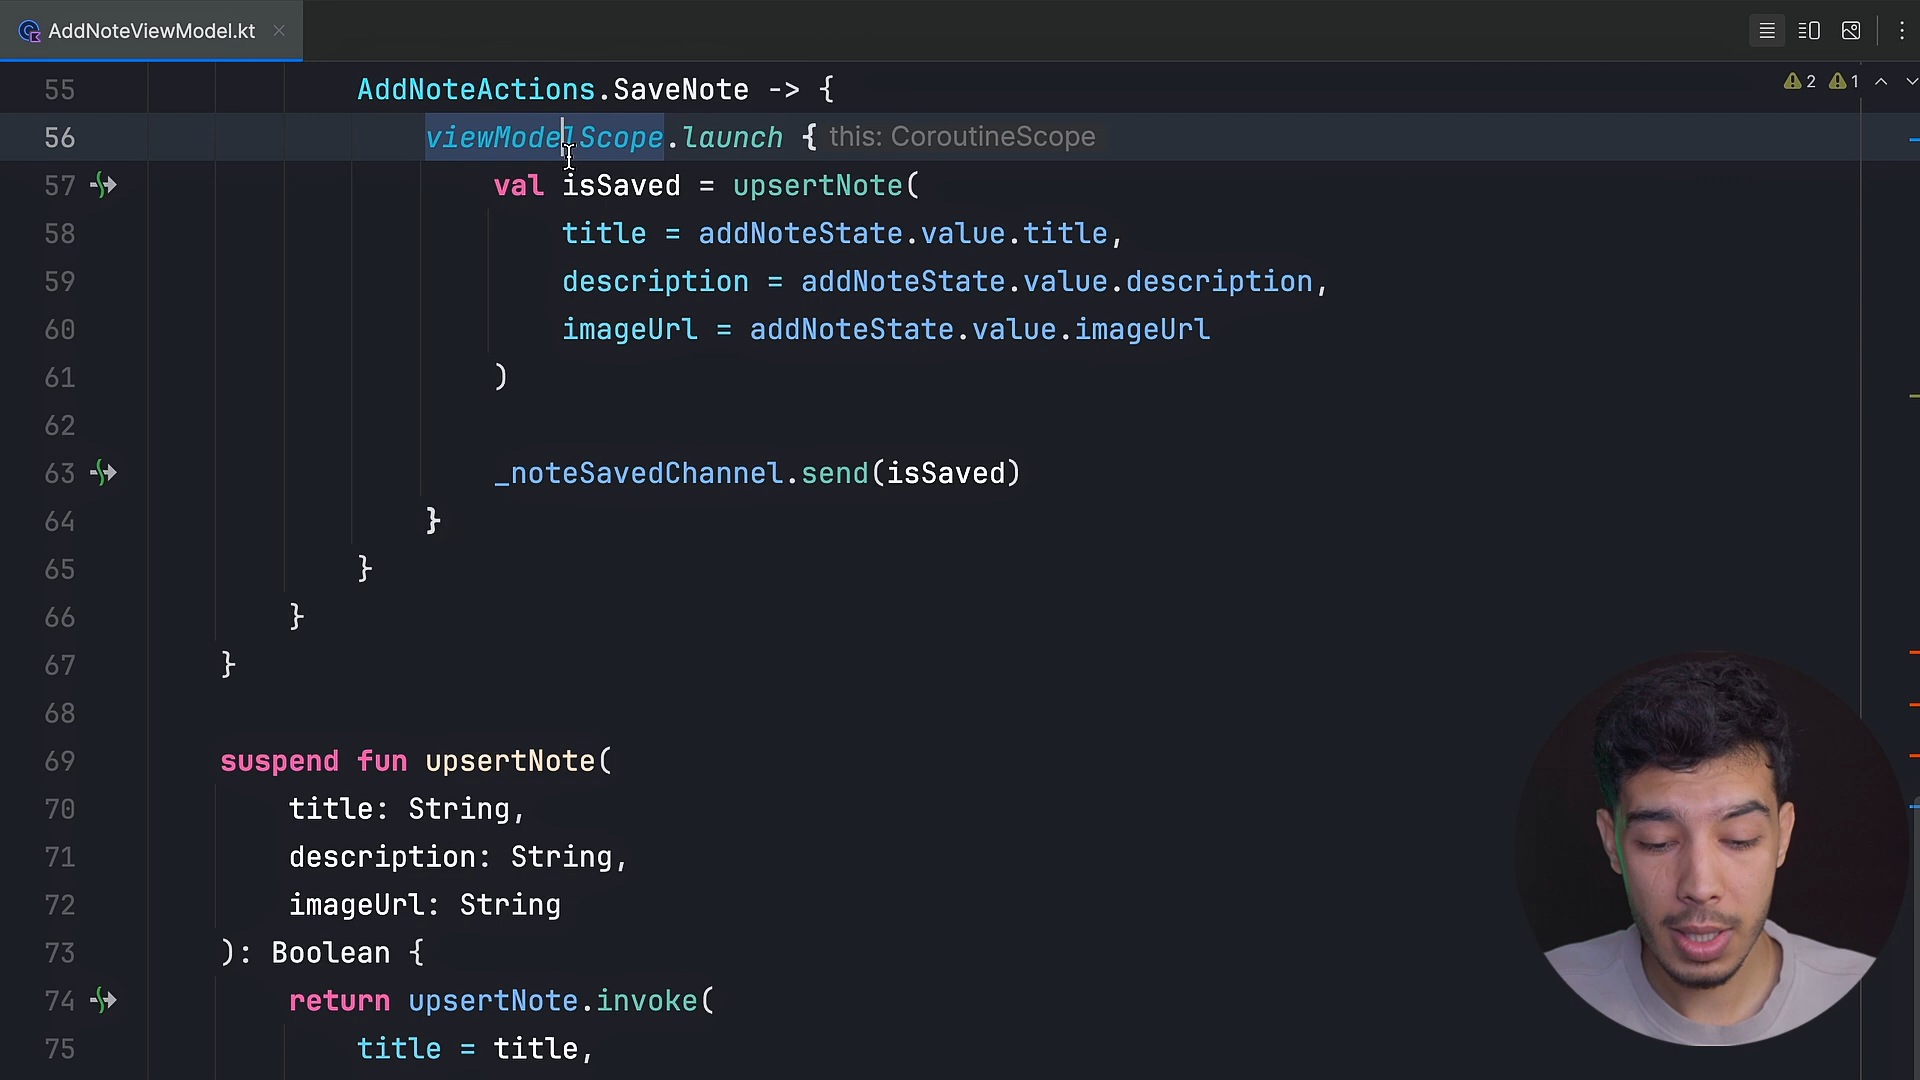 AddNoteViewModel.kt
2 1
55 AddNoteActions.SaveNote -> {
56 viewModelScope.launch { this: CoroutineScope
57 val isSaved = upsertNote(
58 title = addNoteState.value.title,
59 description = addNoteState.value.description,
60 imageUrl = addNoteState.value.imageUrl
61 )
62
63 _noteSavedChannel.send(isSaved)
64 }
65 }
66 }
67 }
68
69 suspend fun upsertNote(
70 title: String,
71 description: String,
72 imageUrl: String
73 ): Boolean {
74 return upsertNote.invoke(
75 title = title,